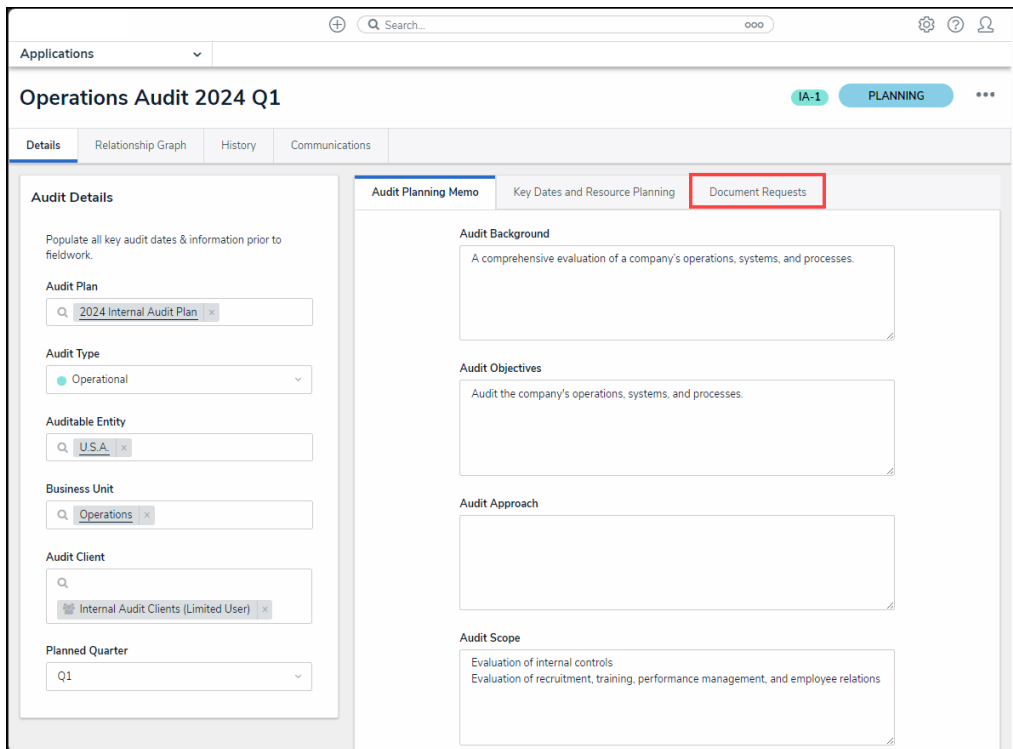 Search...
Applications
Operations Audit 2024 Q1
IA-1
PLANNING
Details
Relationship Graph
History
Communications
Audit Details
Populate all key audit dates & information prior to
fieldwork.
Audit Plan
2024 Internal Audit Plan ×
Audit Type
Operational
Auditable Entity
U.S.A. ×
Business Unit
Operations ×
Audit Client
Internal Audit Clients (Limited User) ×
Planned Quarter
Q1
Audit Planning Memo
Key Dates and Resource Planning
Document Requests
Audit Background
A comprehensive evaluation of a company's operations, systems, and processes.
Audit Objectives
Audit the company's operations, systems, and processes.
Audit Approach
Audit Scope
Evaluation of internal controls
Evaluation of recruitment, training, performance management, and employee relations